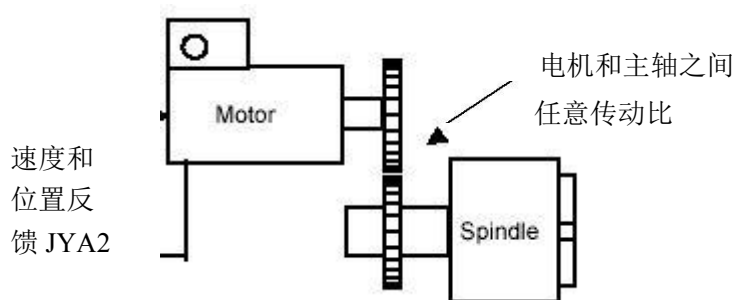 电机和主轴之间
任意传动比
Motor
速度和
位置反
馈 JYA2
Spindle